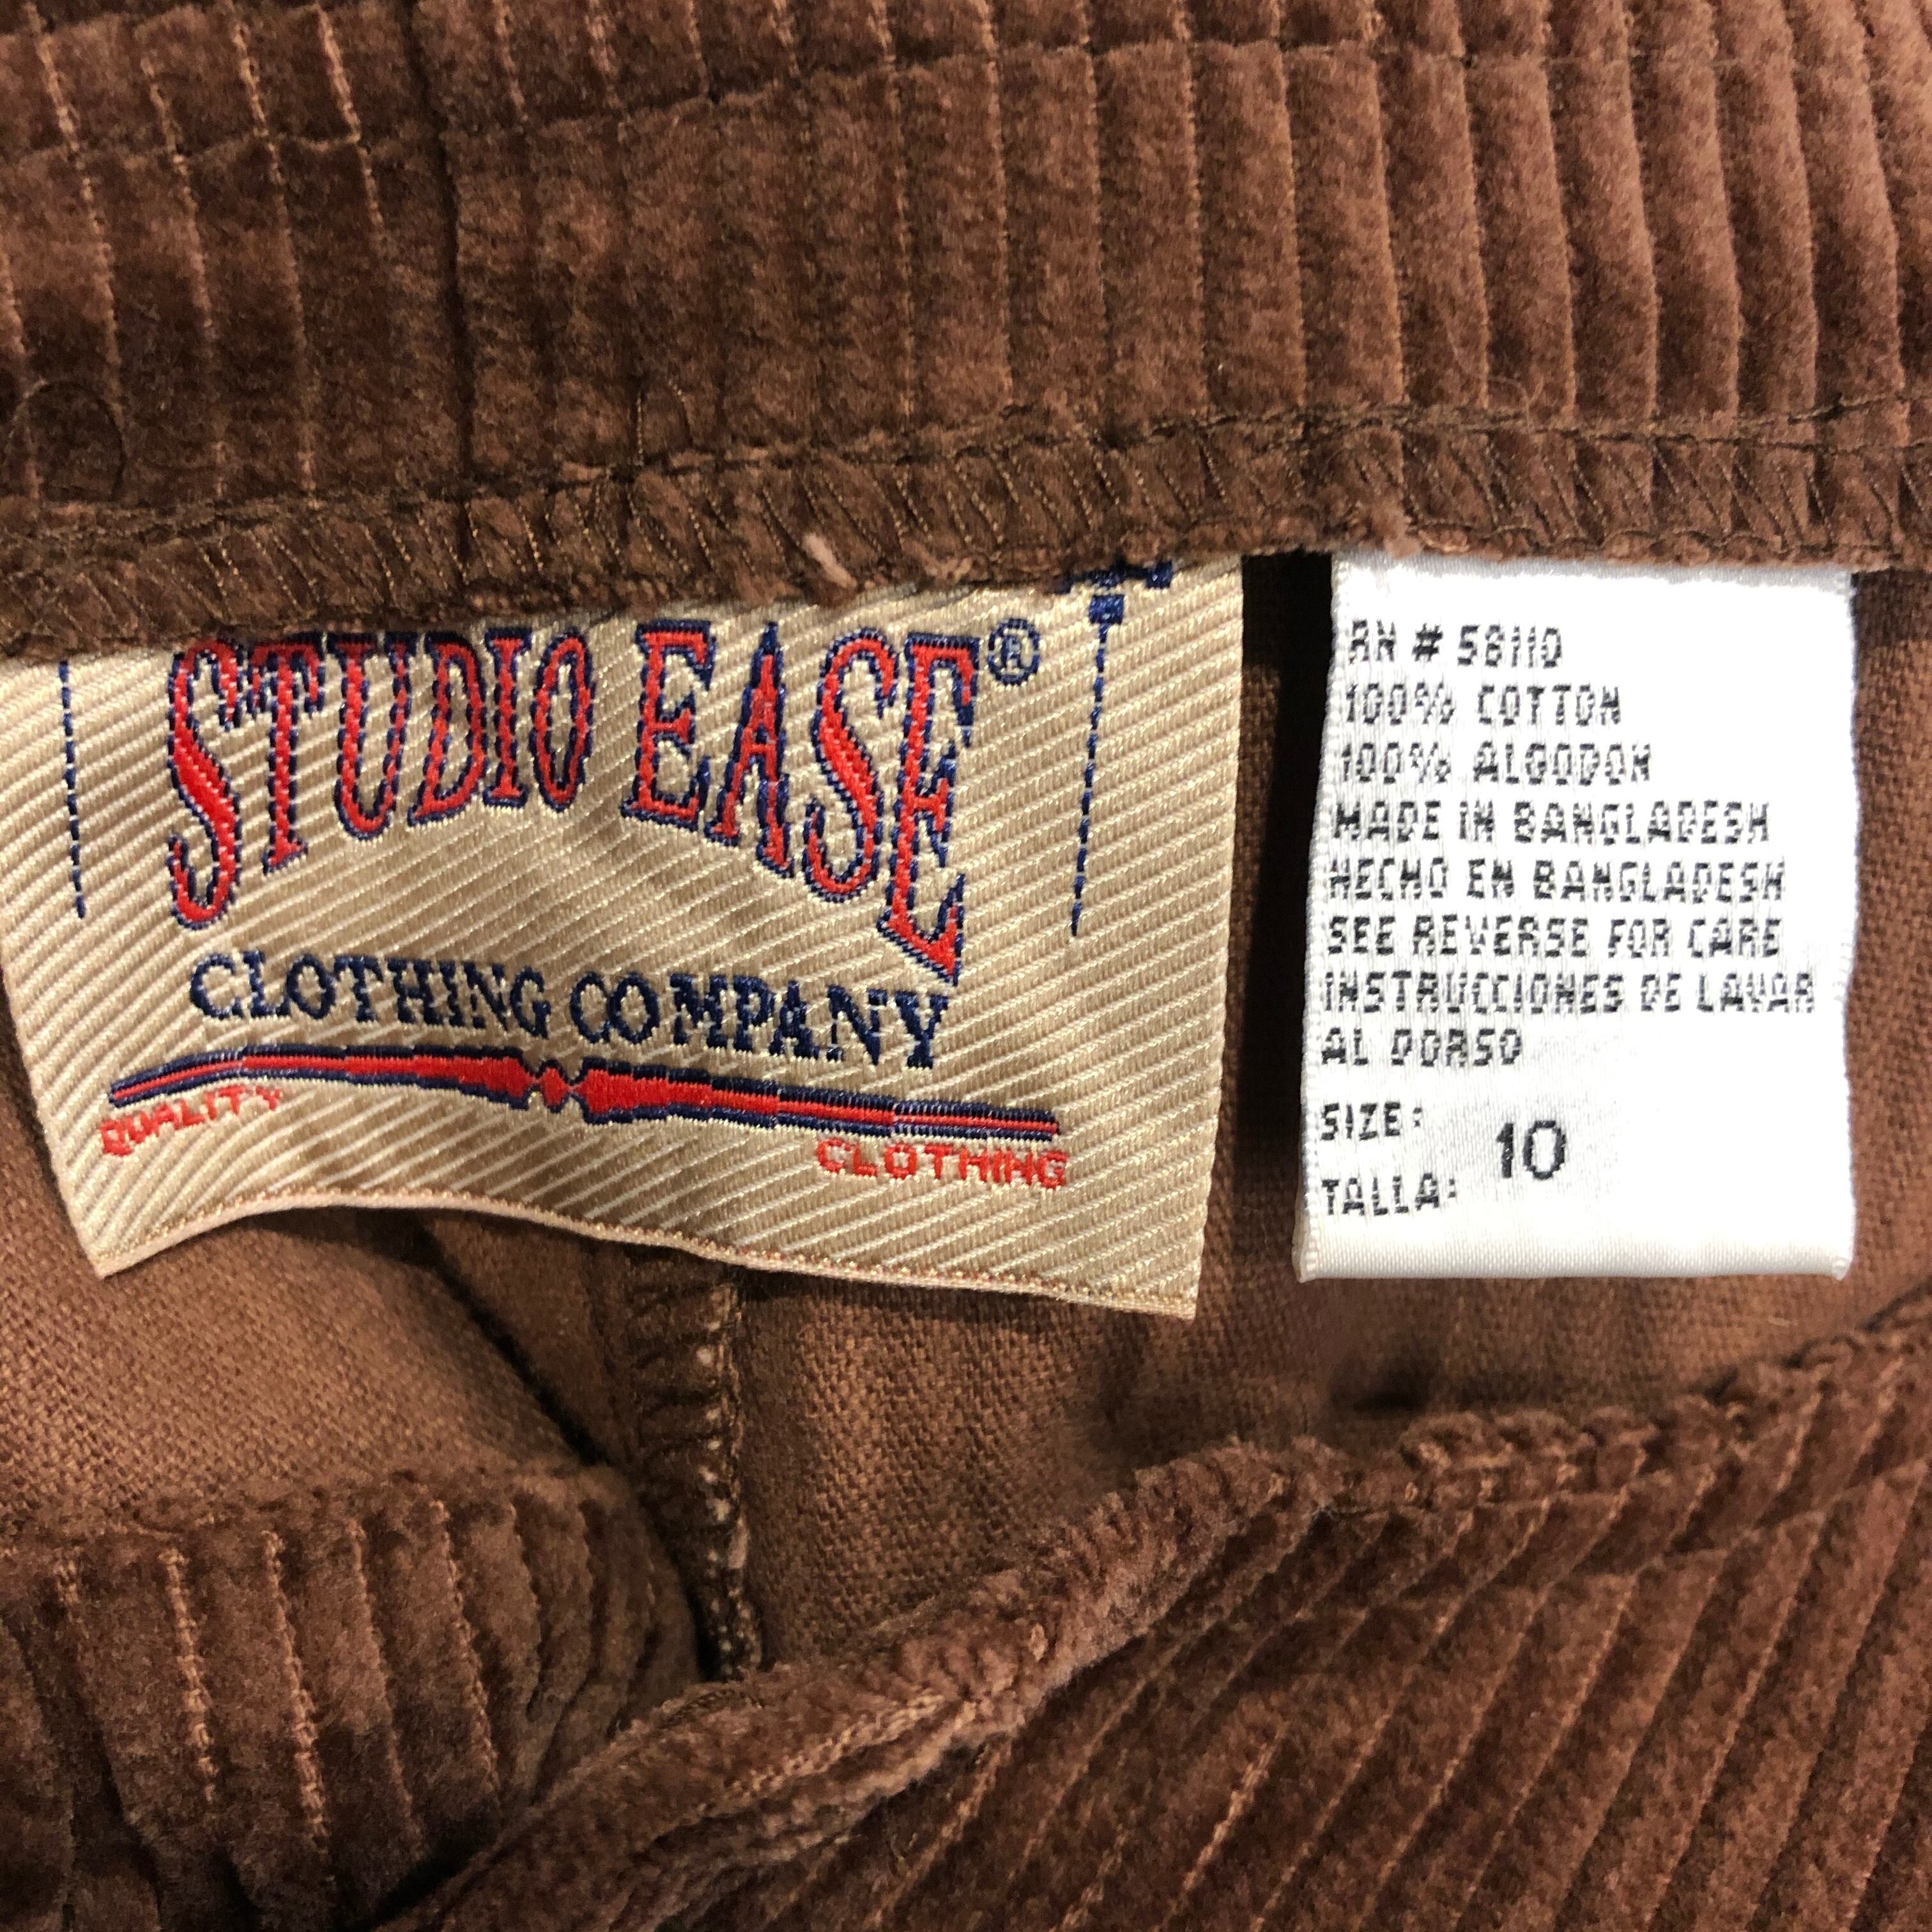 STUDIO EASE®
CLOTHING COMPANY
QUALITY
CLOTHING
RN # 58110
100% COTTON
100% ALGODON
MADE IN BANGLADESH
HECHO EN BANGLADESH
SEE REVERSE FOR CARE
INSTRUCCIONES DE LAVAR
AL DORSO
SIZE:
TALLA: 10